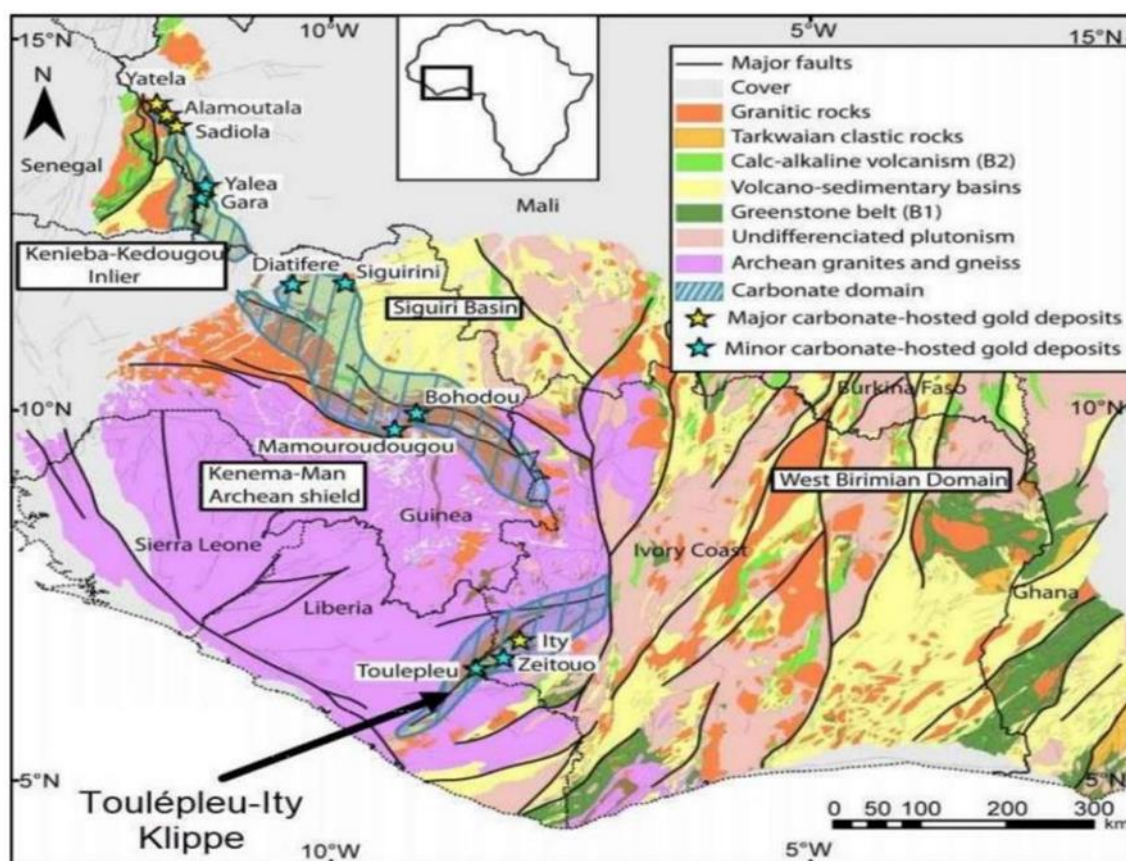 10°W
5°W
15°N
15°N
N
Yatela
Alamoutala
Sadiola
Senegal
Yalea
Gara
Mali
Kenieba-Kedougou
Inlier
Diatifere
Siguirini
Siguiri Basin
Major faults
Cover
Granitic rocks
Tarkwaian clastic rocks
Calc-alkaline volcanism (B2)
Volcano-sedimentary basins
Greenstone belt (B1)
Undifferenciated plutonism
Archean granites and gneiss
Carbonate domain
Major carbonate-hosted gold deposits
Minor carbonate-hosted gold deposits
Burkina Faso
10°N
10°N
Bohodou
Mamouroudougou
Kenema-Man
Archean shield
West Birimian Domain
Guinea
Sierra Leone
Ivory Coast
Liberia
Ghana
Ity
Toulepleu
Zeitouo
5°N
5°N
Toulépleu-Ity
Klippe
0 50 100 200 300
km
10°W
5°W